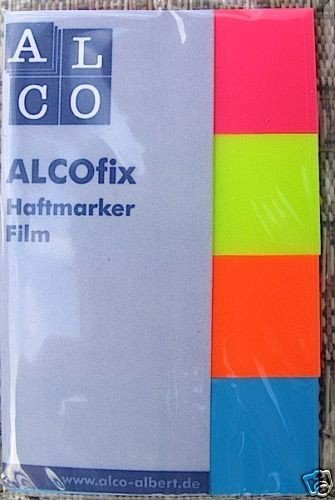 AL
CO
ALCOfix
Haftmarker
Film
www.alco-albert.de